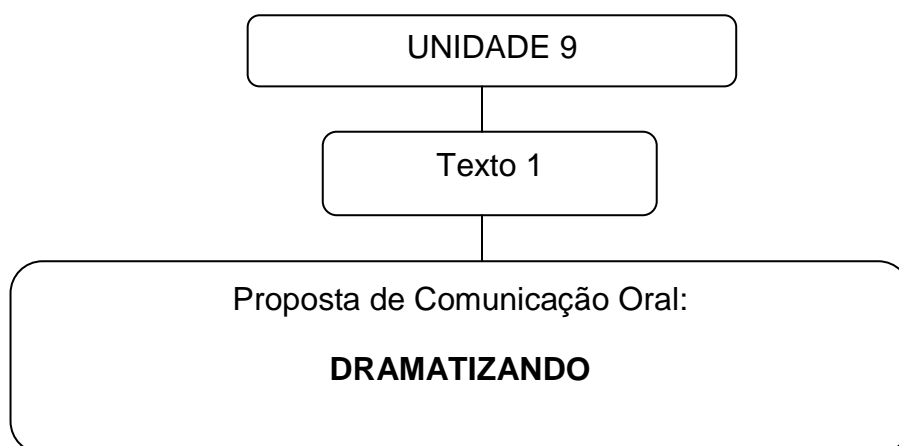 UNIDADE 9
Texto 1
Proposta de Comunicação Oral:
DRAMATIZANDO